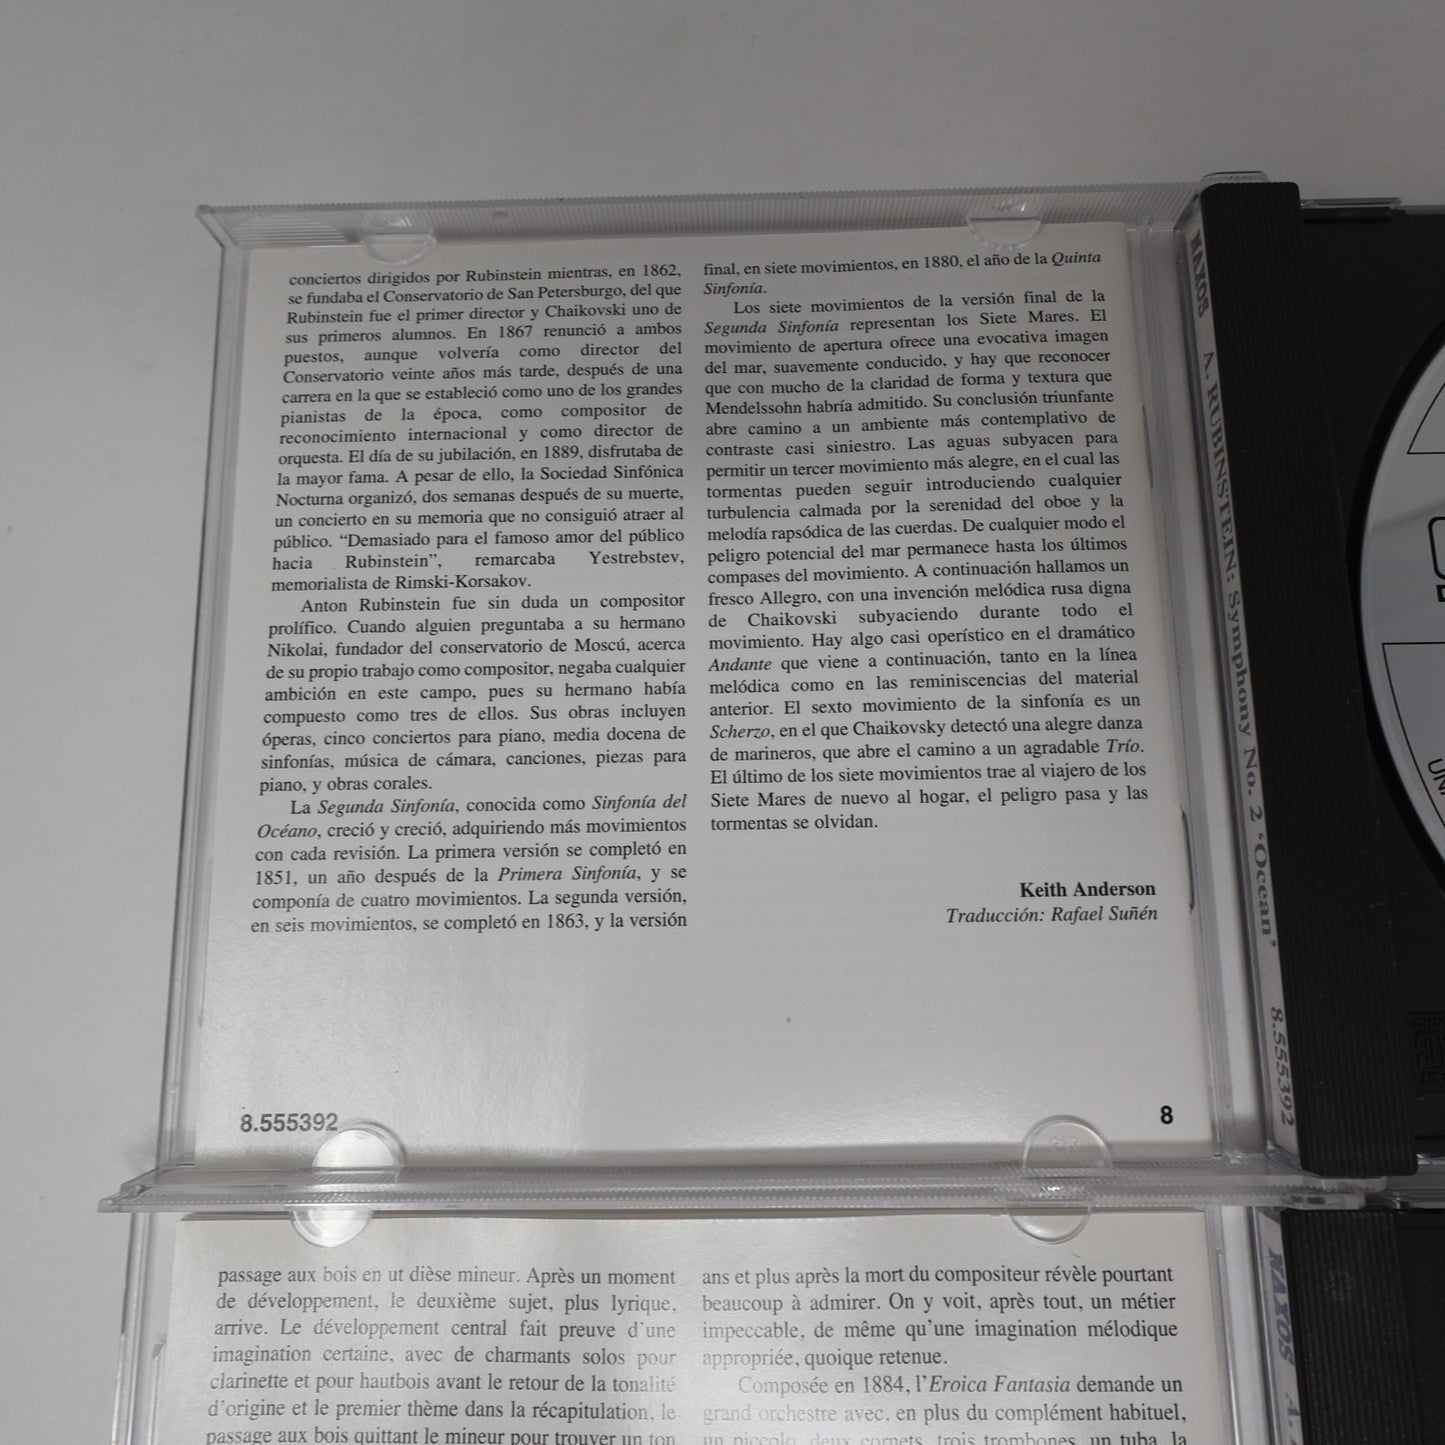 conciertos dirigidos por Rubinstein mientras, en 1862,
se fundaba el Conservatorio de San Petersburgo, del que
Rubinstein fue el primer director y Chaikovski uno de
sus primeros alumnos. En 1867 renunció a ambos
puestos, aunque volvería como director del
Conservatorio veinte años más tarde, después de una
carrera en la que se estableció como uno de los grandes
pianistas de la época, como compositor de
reconocimiento internacional y como director de
orquesta. El día de su jubilación, en 1889, disfrutaba de
la mayor fama. A pesar de ello, la Sociedad Sinfónica
Nocturna organizó, dos semanas después de su muerte,
un concierto en su memoria que no consiguió atraer al
público. “Demasiado para el famoso amor del público
hacia Rubinstein”, remarcaba Yestrebstev,
memorialista de Rimski-Korsakov.
Anton Rubinstein fue sin duda un compositor
prolífico. Cuando alguien preguntaba a su hermano
Nikolai, fundador del conservatorio de Moscú, acerca
de su propio trabajo como compositor, negaba cualquier
ambición en este campo, pues su hermano había
compuesto como tres de ellos. Sus obras incluyen
óperas, cinco conciertos para piano, media docena de
sinfonías, música de cámara, canciones, piezas para
piano, y obras corales.
La Segunda Sinfonía, conocida como Sinfonía del
Océano, creció y creció, adquiriendo más movimientos
con cada revisión. La primera versión se completó en
1851, un año después de la Primera Sinfonía, y se
componía de cuatro movimientos. La segunda versión,
en seis movimientos, se completó en 1863, y la versión
final, en siete movimientos, en 1880, el año de la Quinta
Sinfonía.
Los siete movimientos de la versión final de la
Segunda Sinfonía representan los Siete Mares. El
movimiento de apertura ofrece una evocativa imagen
del mar, suavemente conducido, y hay que reconocer
que con mucho de la claridad de forma y textura que
Mendelssohn habría admitido. Su conclusión triunfante
abre camino a un ambiente más contemplativo de
contraste casi siniestro. Las aguas subyacen para
permitir un tercer movimiento más alegre, en el cual las
tormentas pueden seguir introduciendo cualquier
turbulencia calmada por la serenidad del oboe y la
melodía rapsódica de las cuerdas. De cualquier modo el
peligro potencial del mar permanece hasta los últimos
compases del movimiento. A continuación hallamos un
fresco Allegro, con una invención melódica rusa digna
de Chaikovski subyaciendo durante todo el
movimiento. Hay algo casi operístico en el dramático
Andante que viene a continuación, tanto en la línea
melódica como en las reminiscencias del material
anterior. El sexto movimiento de la sinfonía es un
Scherzo, en el que Chaikovsky detectó una alegre danza
de marineros, que abre el camino a un agradable Trío.
El último de los siete movimientos trae al viajero de los
Siete Mares de nuevo al hogar, el peligro pasa y las
tormentas se olvidan.
Keith Anderson
Traducción: Rafael Suñén
8.555392
8
NAXOS A. RUBINSTEIN: Symphony No. 2 ‘Ocean’ 8.555392
passage aux bois en ut dièse mineur. Après un moment
de développement, le deuxième sujet, plus lyrique,
arrive. Le développement central fait preuve d’une
imagination certaine, avec de charmants solos pour
clarinette et pour hautbois avant le retour de la tonalité
d’origine et le premier thème dans la récapitulation, le
passage aux bois quittant le mineur pour trouver un ton
ans et plus après la mort du compositeur révèle pourtant
beaucoup à admirer. On y voit, après tout, un métier
impeccable, de même qu’une imagination mélodique
appropriée, quoique retenue.
Composée en 1884, l’Eroica Fantasia demande un
grand orchestre avec, en plus du complément habituel,
un piccolo, deux cornets, trois trombones, un tuba, la
NAXOS A.